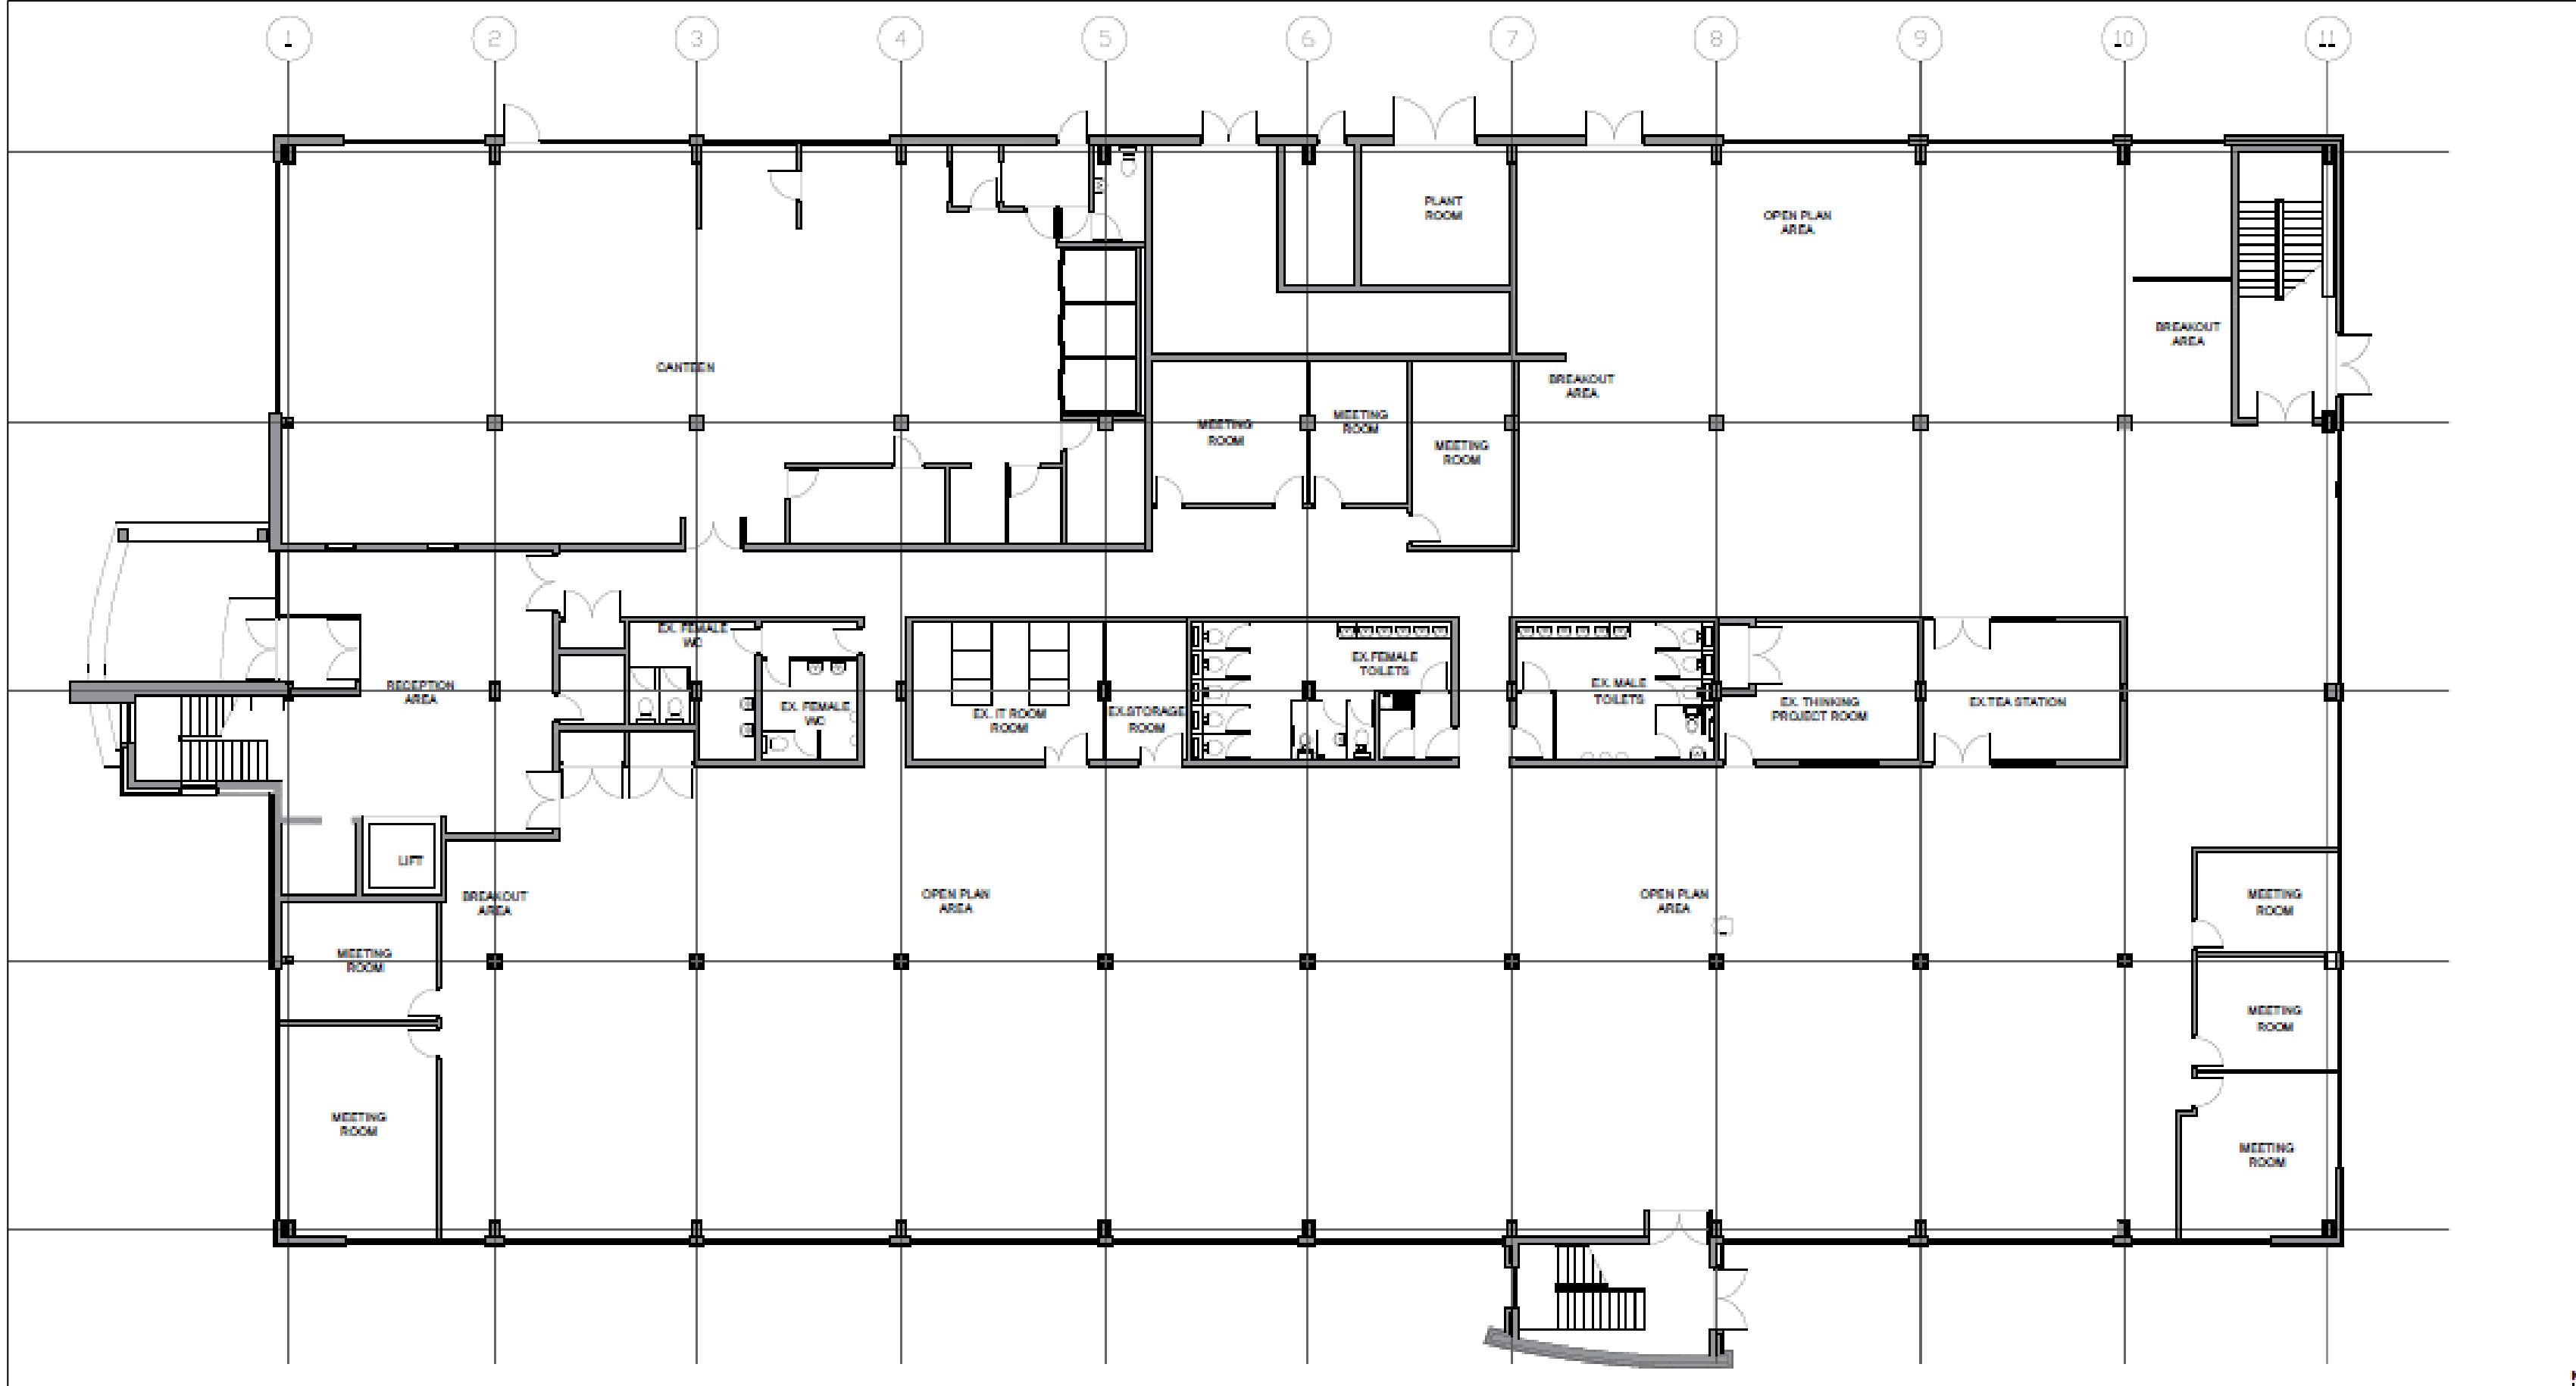 1 2 3 4 5 6 7 8 9 10 11
PLANT
ROOM
OPEN PLAN
AREA
BREAKOUT
AREA
CANTEEN
BREAKOUT
AREA
MEETING
ROOM
MEETING
ROOM
MEETING
ROOM
EX. FEMALE
WC
EX.FEMALE
TOILETS
RECEPTION
AREA
EX. MALE
TOILETS
EX. FEMALE
WC
EX. IT ROOM
ROOM
EX.STORAGE
ROOM
EX. THINKING
PROJECT ROOM
EX.TEA STATION
LIFT
BREAKOUT
AREA
OPEN PLAN
AREA
OPEN PLAN
AREA
MEETING
ROOM
MEETING
ROOM
MEETING
ROOM
MEETING
ROOM
MEETING
ROOM